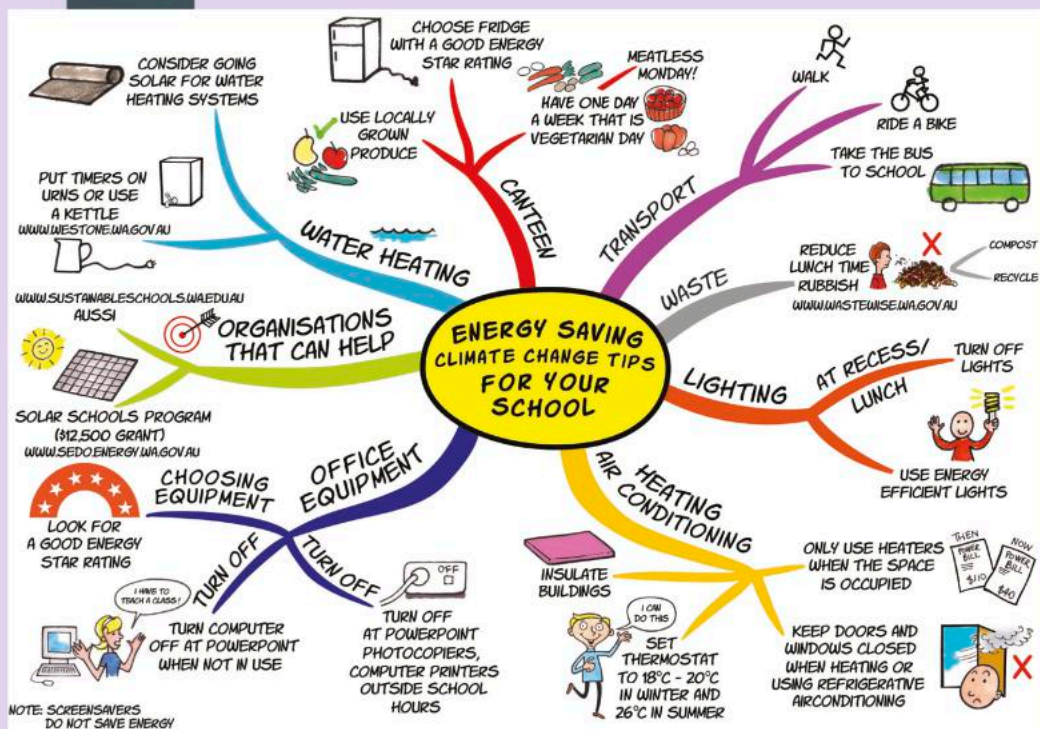 ENERGY SAVING
CLIMATE CHANGE TIPS
FOR YOUR
SCHOOL
CANTEEN
CHOOSE FRIDGE
WITH A GOOD ENERGY
STAR RATING
USE LOCALLY
GROWN
PRODUCE
MEATLESS
MONDAY!
HAVE ONE DAY
A WEEK THAT IS
VEGETARIAN DAY
TRANSPORT
WALK
RIDE A BIKE
TAKE THE BUS
TO SCHOOL
WASTE
REDUCE
LUNCH TIME
RUBBISH
WWW.WASTEWISE.WA.GOV.AU
COMPOST
RECYCLE
LIGHTING
AT RECESS/
LUNCH
TURN OFF
LIGHTS
USE ENERGY
EFFICIENT LIGHTS
HEATING
AIR CONDITIONING
ONLY USE HEATERS
WHEN THE SPACE
IS OCCUPIED
THEN
POWER
BILL
$110
NOW
POWER
BILL
$40
KEEP DOORS AND
WINDOWS CLOSED
WHEN HEATING OR
USING REFRIGERATIVE
AIRCONDITIONING
I CAN
DO THIS
SET
THERMOSTAT
TO 18°C - 20°C
IN WINTER AND
26°C IN SUMMER
INSULATE
BUILDINGS
OFFICE
EQUIPMENT
TURN OFF
OFF
TURN OFF
AT POWERPOINT
PHOTOCOPIERS,
COMPUTER PRINTERS
OUTSIDE SCHOOL
HOURS
TURN OFF
I HAVE TO
TEACH A CLASS!
TURN COMPUTER
OFF AT POWERPOINT
WHEN NOT IN USE
NOTE: SCREENSAVERS
DO NOT SAVE ENERGY
CHOOSING
EQUIPMENT
LOOK FOR
A GOOD ENERGY
STAR RATING
ORGANISATIONS
THAT CAN HELP
WWW.SUSTAINABLESCHOOLS.WA.EDU.AU
AUSSI
SOLAR SCHOOLS PROGRAM
($12,500 GRANT)
WWW.SEDO.ENERGY.WA.GOV.AU
WATER HEATING
CONSIDER GOING
SOLAR FOR WATER
HEATING SYSTEMS
PUT TIMERS ON
URNS OR USE
A KETTLE
WWW.WESTONE.WA.GOV.AU